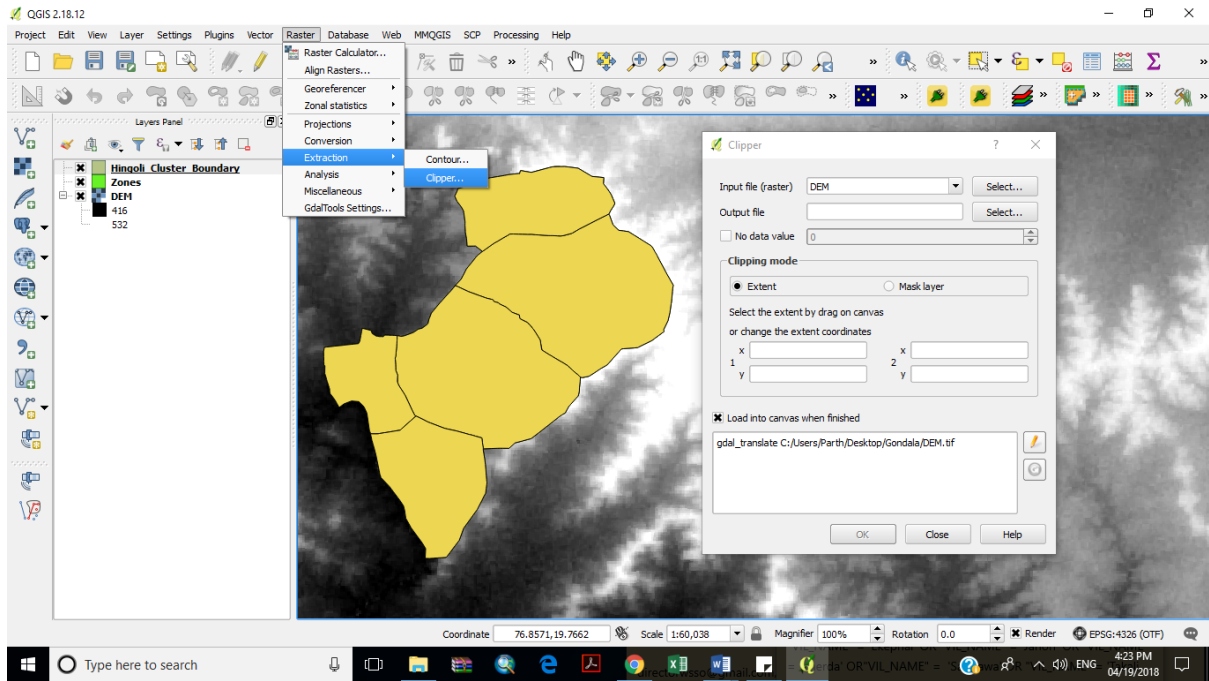 QGIS 2.18.12
Project Edit View Layer Settings Plugins Vector Raster Database Web MMQGIS SCP Processing Help
Raster Calculator...
Align Rasters...
Georeferencer
Zonal statistics
Projections
Conversion
Extraction
Analysis
Miscellaneous
GdalTools Settings...
Contour...
Clipper...
Layers Panel
Hingoli Cluster Boundary
Zones
DEM
416
532
Clipper
Input file (raster) DEM Select...
Output file Select...
No data value 0
Clipping mode
Extent Mask layer
Select the extent by drag on canvas
or change the extent coordinates
x x
1 2
y y
Load into canvas when finished
gdal_translate C:/Users/Parth/Desktop/Gondala/DEM.tif
OK Close Help
Coordinate 76.8571,19.7662 Scale 1:60,038 Magnifier 100% Rotation 0.0 Render EPSG:4326 (OTF)
Type here to search
ENG 4:23 PM
04/19/2018